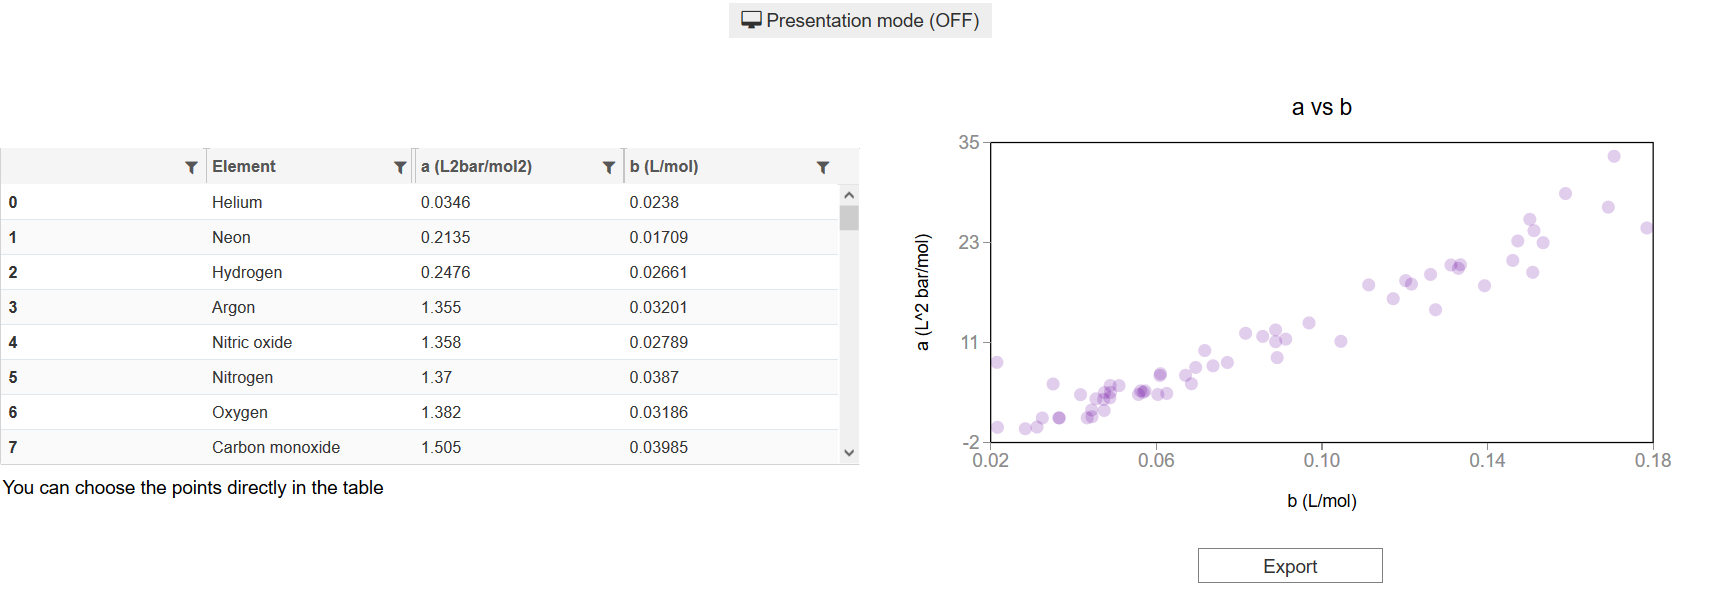 Presentation mode (OFF)
Element a (L2bar/mol2) b (L/mol)
0 Helium 0.0346 0.0238
1 Neon 0.2135 0.01709
2 Hydrogen 0.2476 0.02661
3 Argon 1.355 0.03201
4 Nitric oxide 1.358 0.02789
5 Nitrogen 1.37 0.0387
6 Oxygen 1.382 0.03186
7 Carbon monoxide 1.505 0.03985
You can choose the points directly in the table
a vs b
a (L^2 bar/mol)
35
23
11
-2
0.02 0.06 0.10 0.14 0.18
b (L/mol)
Export